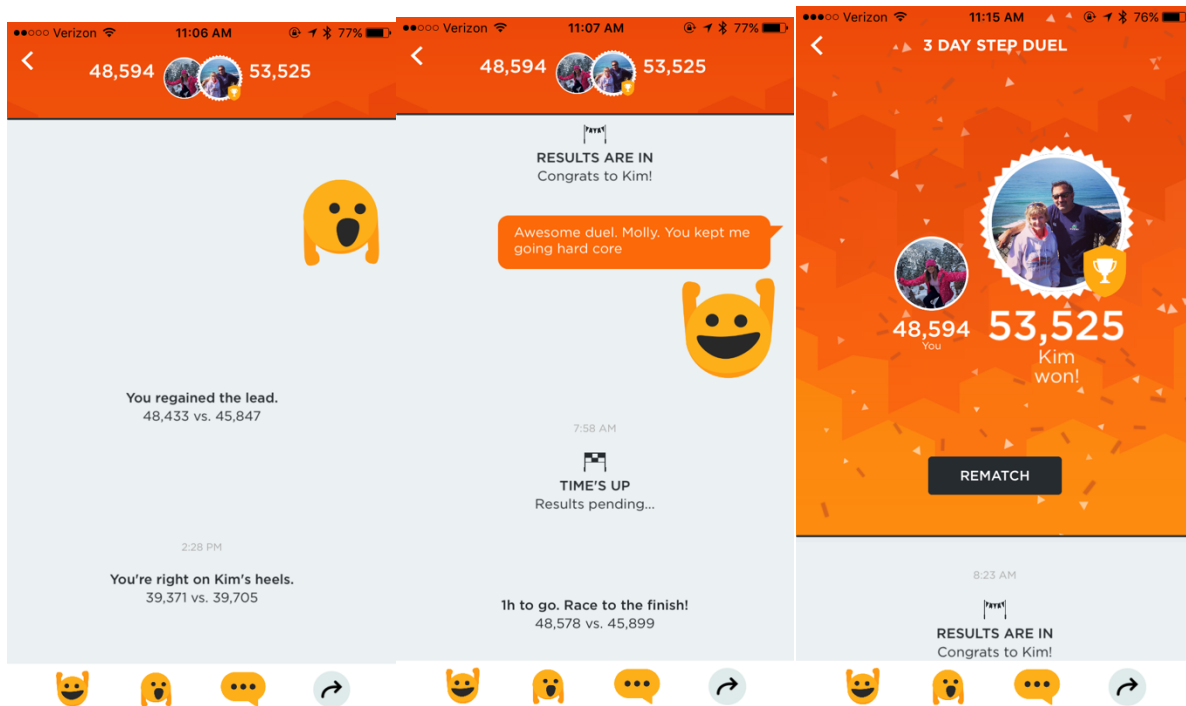 Verizon 11:06 AM 77%
48,594 53,525
You regained the lead.
48,433 vs. 45,847
2:28 PM
You're right on Kim's heels.
39,371 vs. 39,705
Verizon 11:07 AM 77%
48,594 53,525
RESULTS ARE IN
Congrats to Kim!
Awesome duel. Molly. You kept me
going hard core
7:58 AM
TIME'S UP
Results pending...
1h to go. Race to the finish!
48,578 vs. 45,899
Verizon 11:15 AM 76%
3 DAY STEP DUEL
48,594 53,525
You
Kim
won!
REMATCH
8:23 AM
RESULTS ARE IN
Congrats to Kim!